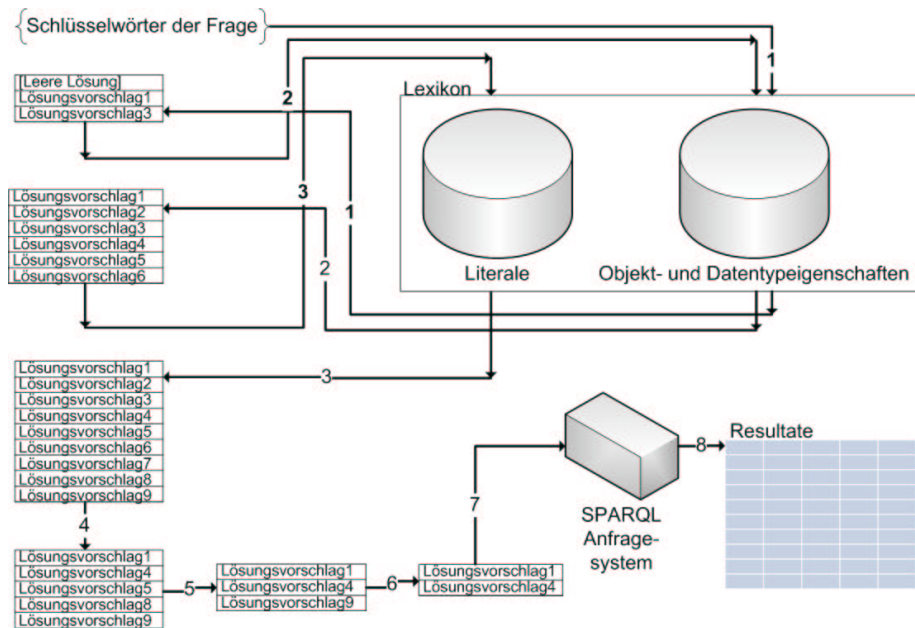 {Schlüsselwörter der Frage}
1
[Leere Lösung]
Lösungsvorschlag1
Lösungsvorschlag3
2
Lexikon
3
1
Lösungsvorschlag1
Lösungsvorschlag2
Lösungsvorschlag3
Lösungsvorschlag4
Lösungsvorschlag5
Lösungsvorschlag6
2
Literale
Objekt- und Datentypeigenschaften
Lösungsvorschlag1
Lösungsvorschlag2
Lösungsvorschlag3
Lösungsvorschlag4
Lösungsvorschlag5
Lösungsvorschlag6
Lösungsvorschlag7
Lösungsvorschlag8
Lösungsvorschlag9
3
4
Lösungsvorschlag1
Lösungsvorschlag4
Lösungsvorschlag5
Lösungsvorschlag8
Lösungsvorschlag9
5
Lösungsvorschlag1
Lösungsvorschlag4
Lösungsvorschlag9
6
Lösungsvorschlag1
Lösungsvorschlag4
7
SPARQL
Anfrage-
system
8
Resultate